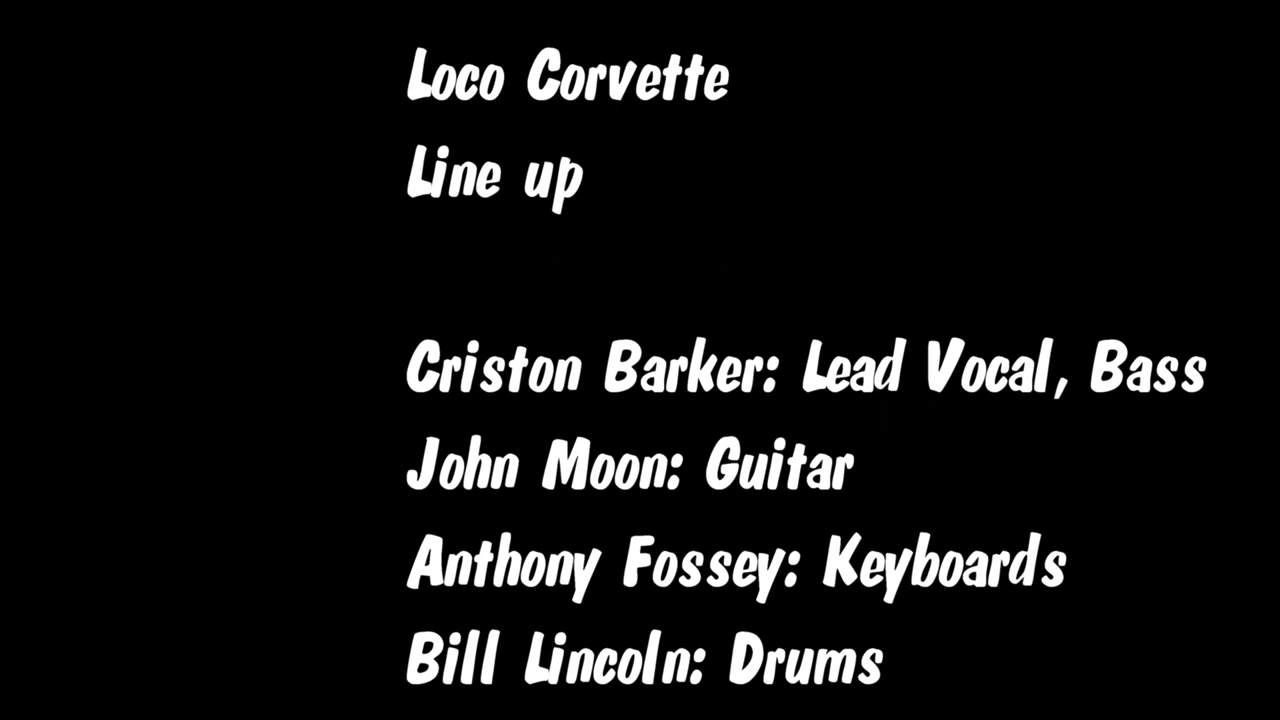 Loco Corvette
Line up
Criston Barker: Lead Vocal, Bass
John Moon: Guitar
Anthony Fossey: Keyboards
Bill Lincoln: Drums